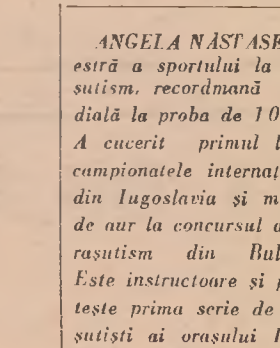 ANGELA NĂSTASE
estră a sportului la
șutism, recordmană
dială la proba de 10
A cucerit primul l
campionatele internaț
din Iugoslavia și m
de aur la concursul d
rașutism din Bul
Este instructoare și p
tește prima serie de
șutiști ai orașului